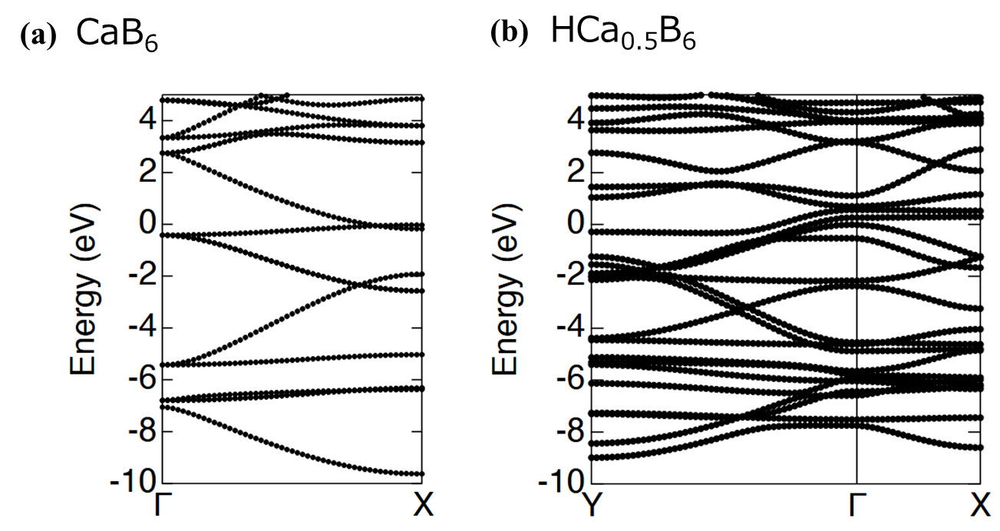 (a) CaB₆
Energy (eV)
4
2
0
-2
-4
-6
-8
-10
Γ X
(b) HCa₀.₅B₆
Energy (eV)
4
2
0
-2
-4
-6
-8
-10
Y Γ X